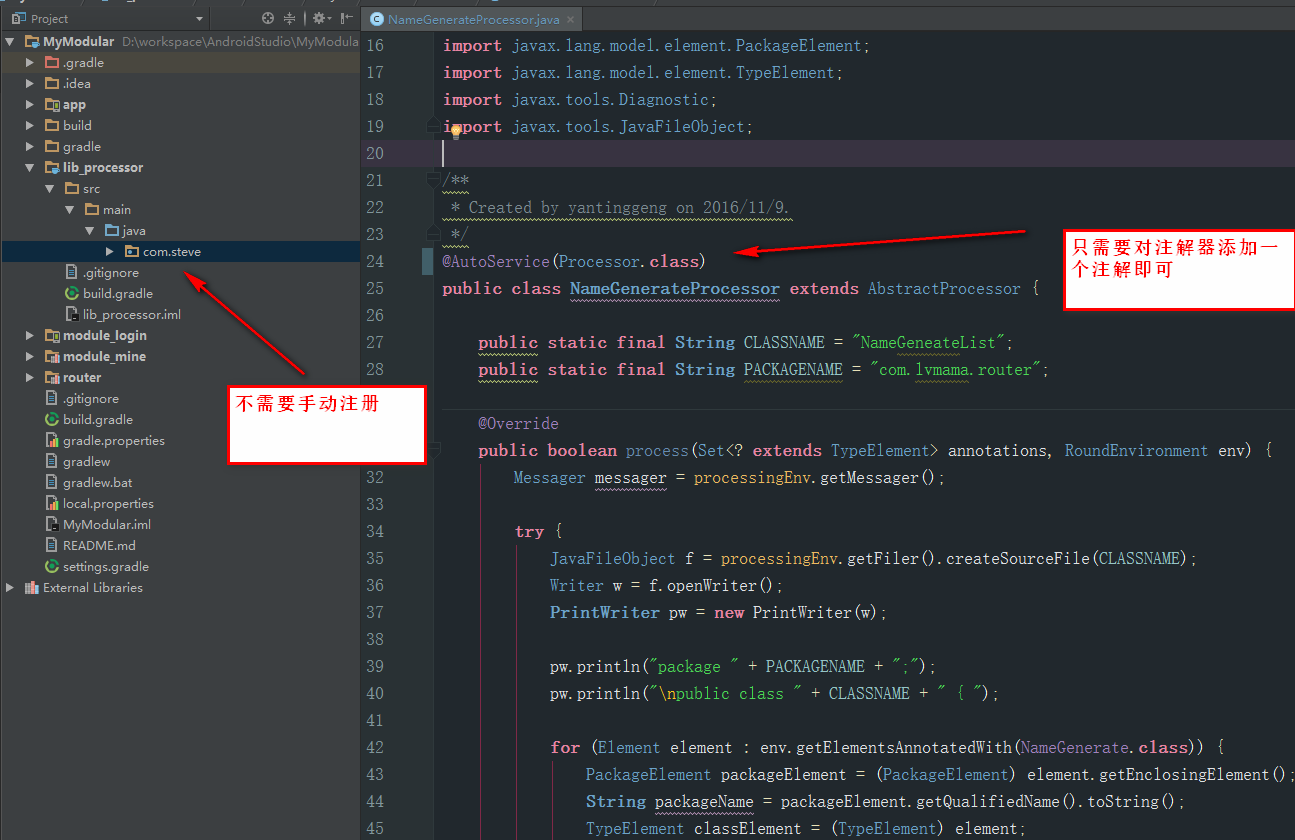 Project
MyModular D:\workspace\AndroidStudio\MyModula
.gradle
.idea
app
build
gradle
lib_processor
src
main
java
com.steve
.gitignore
build.gradle
lib_processor.iml
module_login
module_mine
router
.gitignore
build.gradle
gradle.properties
gradlew
gradlew.bat
local.properties
MyModular.iml
README.md
settings.gradle
External Libraries
不需要手动注册
NameGenerateProcessor.java
16 import javax.lang.model.element.PackageElement;
17 import javax.lang.model.element.TypeElement;
18 import javax.tools.Diagnostic;
19 import javax.tools.JavaFileObject;
20
21 /**
22 * Created by yantinggeng on 2016/11/9.
23 */
24 @AutoService(Processor.class)
25 public class NameGenerateProcessor extends AbstractProcessor {
26
27 public static final String CLASSNAME = "NameGeneateList";
28 public static final String PACKAGENAME = "com.lvmama.router";
@Override
public boolean process(Set<? extends TypeElement> annotations, RoundEnvironment env) {
32 Messager messager = processingEnv.getMessager();
33
34 try {
35 JavaFileObject f = processingEnv.getFiler().createSourceFile(CLASSNAME);
36 Writer w = f.openWriter();
37 PrintWriter pw = new PrintWriter(w);
38
39 pw.println("package " + PACKAGENAME + ";");
40 pw.println("\npublic class " + CLASSNAME + " { ");
41
42 for (Element element : env.getElementsAnnotatedWith(NameGenerate.class)) {
43 PackageElement packageElement = (PackageElement) element.getEnclosingElement();
44 String packageName = packageElement.getQualifiedName().toString();
45 TypeElement classElement = (TypeElement) element;
只需要对注解器添加一
个注解即可